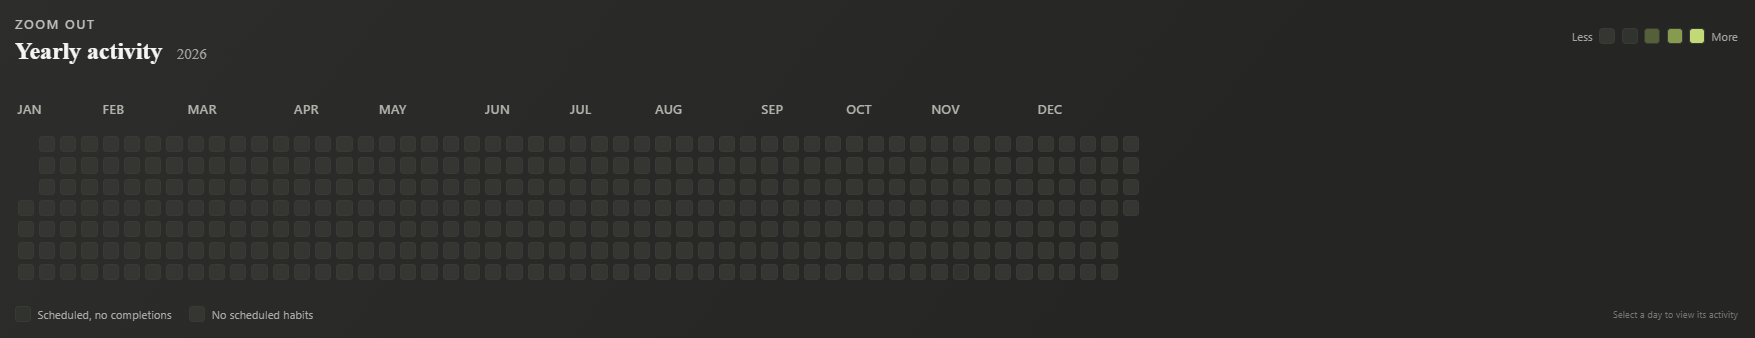 ZOOM OUT
Yearly activity 2026
Less More
JAN FEB MAR APR MAY JUN JUL AUG SEP OCT NOV DEC
Scheduled, no completions No scheduled habits
Select a day to view its activity